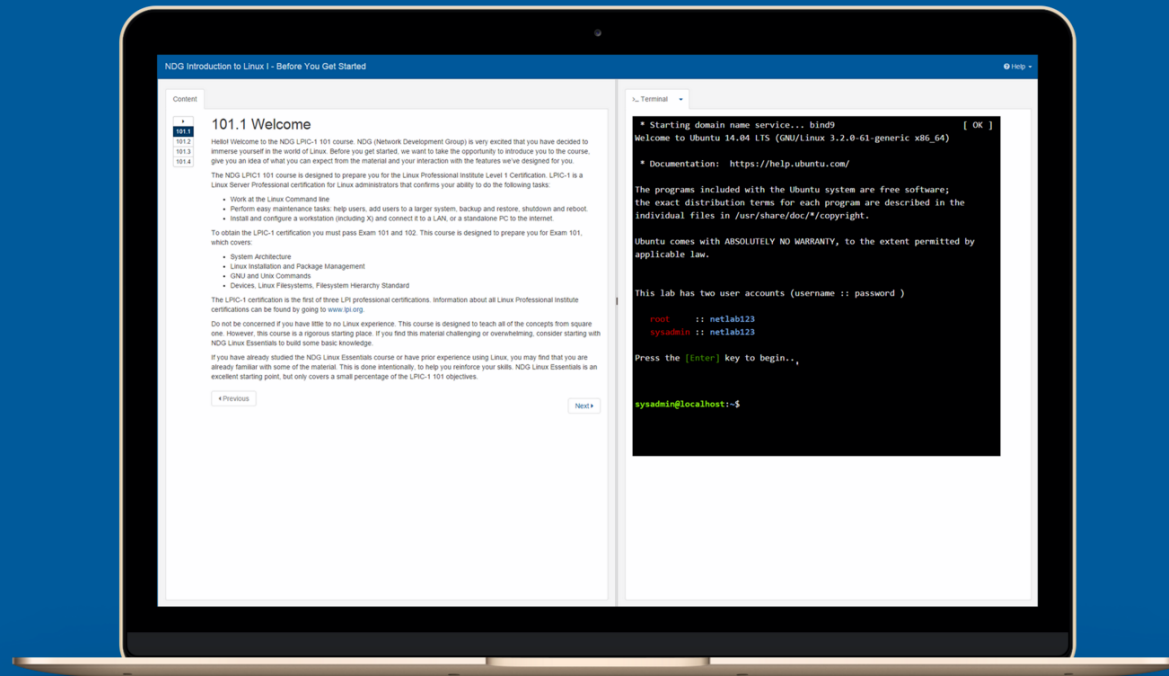 NDG Introduction to Linux I - Before You Get Started
Help
Content
101.1
101.2
101.3
101.4
101.1 Welcome
Hello! Welcome to the NDG LPIC-1 101 course. NDG (Network Development Group) is very excited that you have decided to
immerse yourself in the world of Linux. Before you get started, we want to take the opportunity to introduce you to the course,
give you an idea of what you can expect from the material and your interaction with the features we've designed for you.
The NDG LPIC1 101 course is designed to prepare you for the Linux Professional Institute Level 1 Certification. LPIC-1 is a
Linux Server Professional certification for Linux administrators that confirms your ability to do the following tasks:
• Work at the Linux Command line
• Perform easy maintenance tasks: help users, add users to a larger system, backup and restore, shutdown and reboot.
• Install and configure a workstation (including X) and connect it to a LAN, or a standalone PC to the internet.
To obtain the LPIC-1 certification you must pass Exam 101 and 102. This course is designed to prepare you for Exam 101,
which covers:
• System Architecture
• Linux Installation and Package Management
• GNU and Unix Commands
• Devices, Linux Filesystems, Filesystem Hierarchy Standard
The LPIC-1 certification is the first of three LPI professional certifications. Information about all Linux Professional Institute
certifications can be found by going to www.lpi.org.
Do not be concerned if you have little to no Linux experience. This course is designed to teach all of the concepts from square
one. However, this course is a rigorous starting place. If you find this material challenging or overwhelming, consider starting with
NDG Linux Essentials to build some basic knowledge.
If you have already studied the NDG Linux Essentials course or have prior experience using Linux, you may find that you are
already familiar with some of the material. This is done intentionally, to help you reinforce your skills. NDG Linux Essentials is an
excellent starting point, but only covers a small percentage of the LPIC-1 101 objectives.
Previous
Next
>_ Terminal
* Starting domain name service... bind9 [ OK ]
Welcome to Ubuntu 14.04 LTS (GNU/Linux 3.2.0-61-generic x86_64)
* Documentation: https://help.ubuntu.com/
The programs included with the Ubuntu system are free software;
the exact distribution terms for each program are described in the
individual files in /usr/share/doc/*/copyright.
Ubuntu comes with ABSOLUTELY NO WARRANTY, to the extent permitted by
applicable law.
This lab has two user accounts (username :: password )
root :: netlab123
sysadmin :: netlab123
Press the [Enter] key to begin..,
sysadmin@localhost:~$